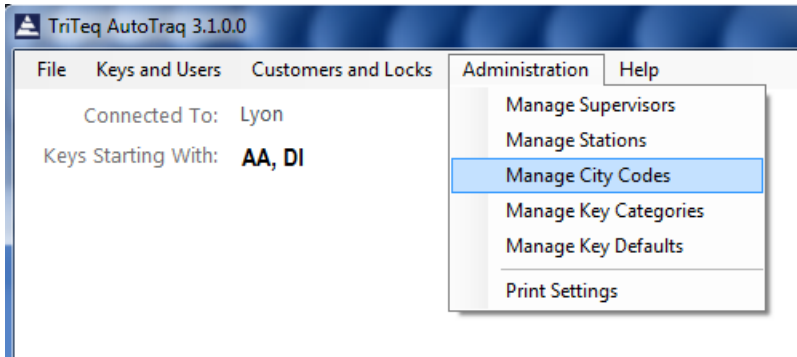 TriTeq AutoTraq 3.1.0.0
File Keys and Users Customers and Locks Administration Help
Connected To: Lyon
Keys Starting With: AA, DI
Manage Supervisors
Manage Stations
Manage City Codes
Manage Key Categories
Manage Key Defaults
Print Settings